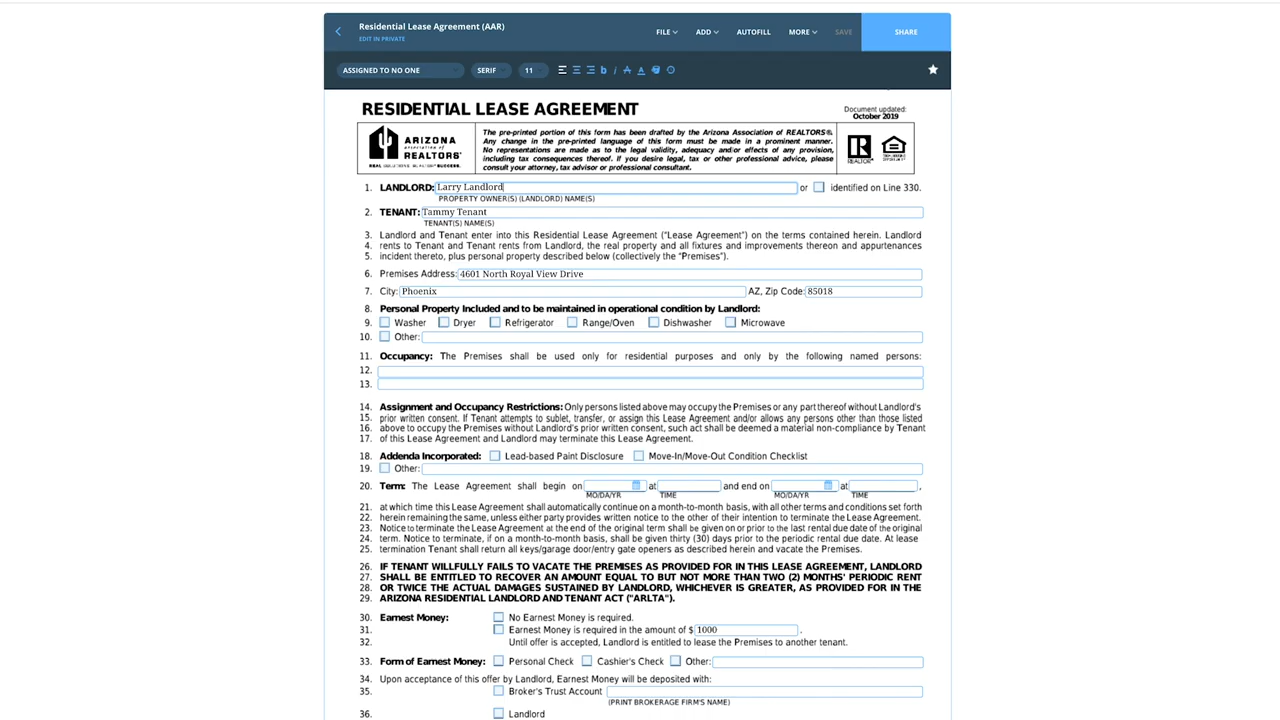 Residential Lease Agreement (AAR)
EDIT IN PRIVATE
FILE ADD AUTOFILL MORE SAVE SHARE
ASSIGNED TO NO ONE SERIF 11 b i A A
RESIDENTIAL LEASE AGREEMENT
Document updated:
October 2019
ARIZONA
association of
REALTORS®
REAL SOLUTIONS. REALTOR® SUCCESS.
The pre-printed portion of this form has been drafted by the Arizona Association of REALTORS®.
Any change in the pre-printed language of this form must be made in a prominent manner.
No representations are made as to the legal validity, adequacy and/or effects of any provision,
including tax consequences thereof. If you desire legal, tax or other professional advice, please
consult your attorney, tax advisor or professional consultant.
REALTOR®
1. LANDLORD: Larry Landlord or identified on Line 330.
PROPERTY OWNER(S) (LANDLORD) NAME(S)
2. TENANT: Tammy Tenant
TENANT(S) NAME(S)
3. Landlord and Tenant enter into this Residential Lease Agreement (“Lease Agreement”) on the terms contained herein. Landlord
4. rents to Tenant and Tenant rents from Landlord, the real property and all fixtures and improvements thereon and appurtenances
5. incident thereto, plus personal property described below (collectively the “Premises”).
6. Premises Address: 4601 North Royal View Drive
7. City: Phoenix AZ, Zip Code: 85018
8. Personal Property Included and to be maintained in operational condition by Landlord:
9. Washer Dryer Refrigerator Range/Oven Dishwasher Microwave
10. Other:
11. Occupancy: The Premises shall be used only for residential purposes and only by the following named persons:
12.
13.
14. Assignment and Occupancy Restrictions: Only persons listed above may occupy the Premises or any part thereof without Landlord's
15. prior written consent. If Tenant attempts to sublet, transfer, or assign this Lease Agreement and/or allows any persons other than those listed
16. above to occupy the Premises without Landlord's prior written consent, such act shall be deemed a material non-compliance by Tenant
17. of this Lease Agreement and Landlord may terminate this Lease Agreement.
18. Addenda Incorporated: Lead-based Paint Disclosure Move-In/Move-Out Condition Checklist
19. Other:
20. Term: The Lease Agreement shall begin on at and end on at ,
MO/DA/YR TIME MO/DA/YR TIME
21. at which time this Lease Agreement shall automatically continue on a month-to-month basis, with all other terms and conditions set forth
22. herein remaining the same, unless either party provides written notice to the other of their intention to terminate the Lease Agreement.
23. Notice to terminate the Lease Agreement at the end of the original term shall be given on or prior to the last rental due date of the original
24. term. Notice to terminate, if on a month-to-month basis, shall be given thirty (30) days prior to the periodic rental due date. At lease
25. termination Tenant shall return all keys/garage door/entry gate openers as described herein and vacate the Premises.
26. IF TENANT WILLFULLY FAILS TO VACATE THE PREMISES AS PROVIDED FOR IN THIS LEASE AGREEMENT, LANDLORD
27. SHALL BE ENTITLED TO RECOVER AN AMOUNT EQUAL TO BUT NOT MORE THAN TWO (2) MONTHS' PERIODIC RENT
28. OR TWICE THE ACTUAL DAMAGES SUSTAINED BY LANDLORD, WHICHEVER IS GREATER, AS PROVIDED FOR IN THE
29. ARIZONA RESIDENTIAL LANDLORD AND TENANT ACT ("ARLTA").
30. Earnest Money: No Earnest Money is required.
31. Earnest Money is required in the amount of $ 1000 .
32. Until offer is accepted, Landlord is entitled to lease the Premises to another tenant.
33. Form of Earnest Money: Personal Check Cashier's Check Other:
34. Upon acceptance of this offer by Landlord, Earnest Money will be deposited with:
35. Broker's Trust Account
(PRINT BROKERAGE FIRM'S NAME)
36. Landlord